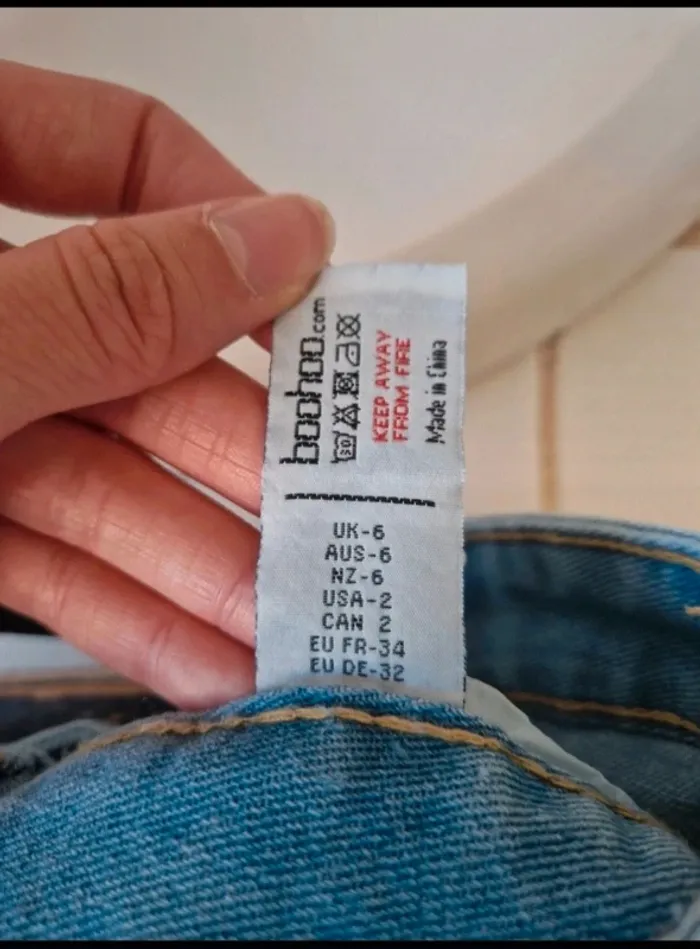 boohoo.com
30
KEEP AWAY
FROM FIRE
Made in China
UK-6
AUS-6
NZ-6
USA-2
CAN 2
EU FR-34
EU DE-32